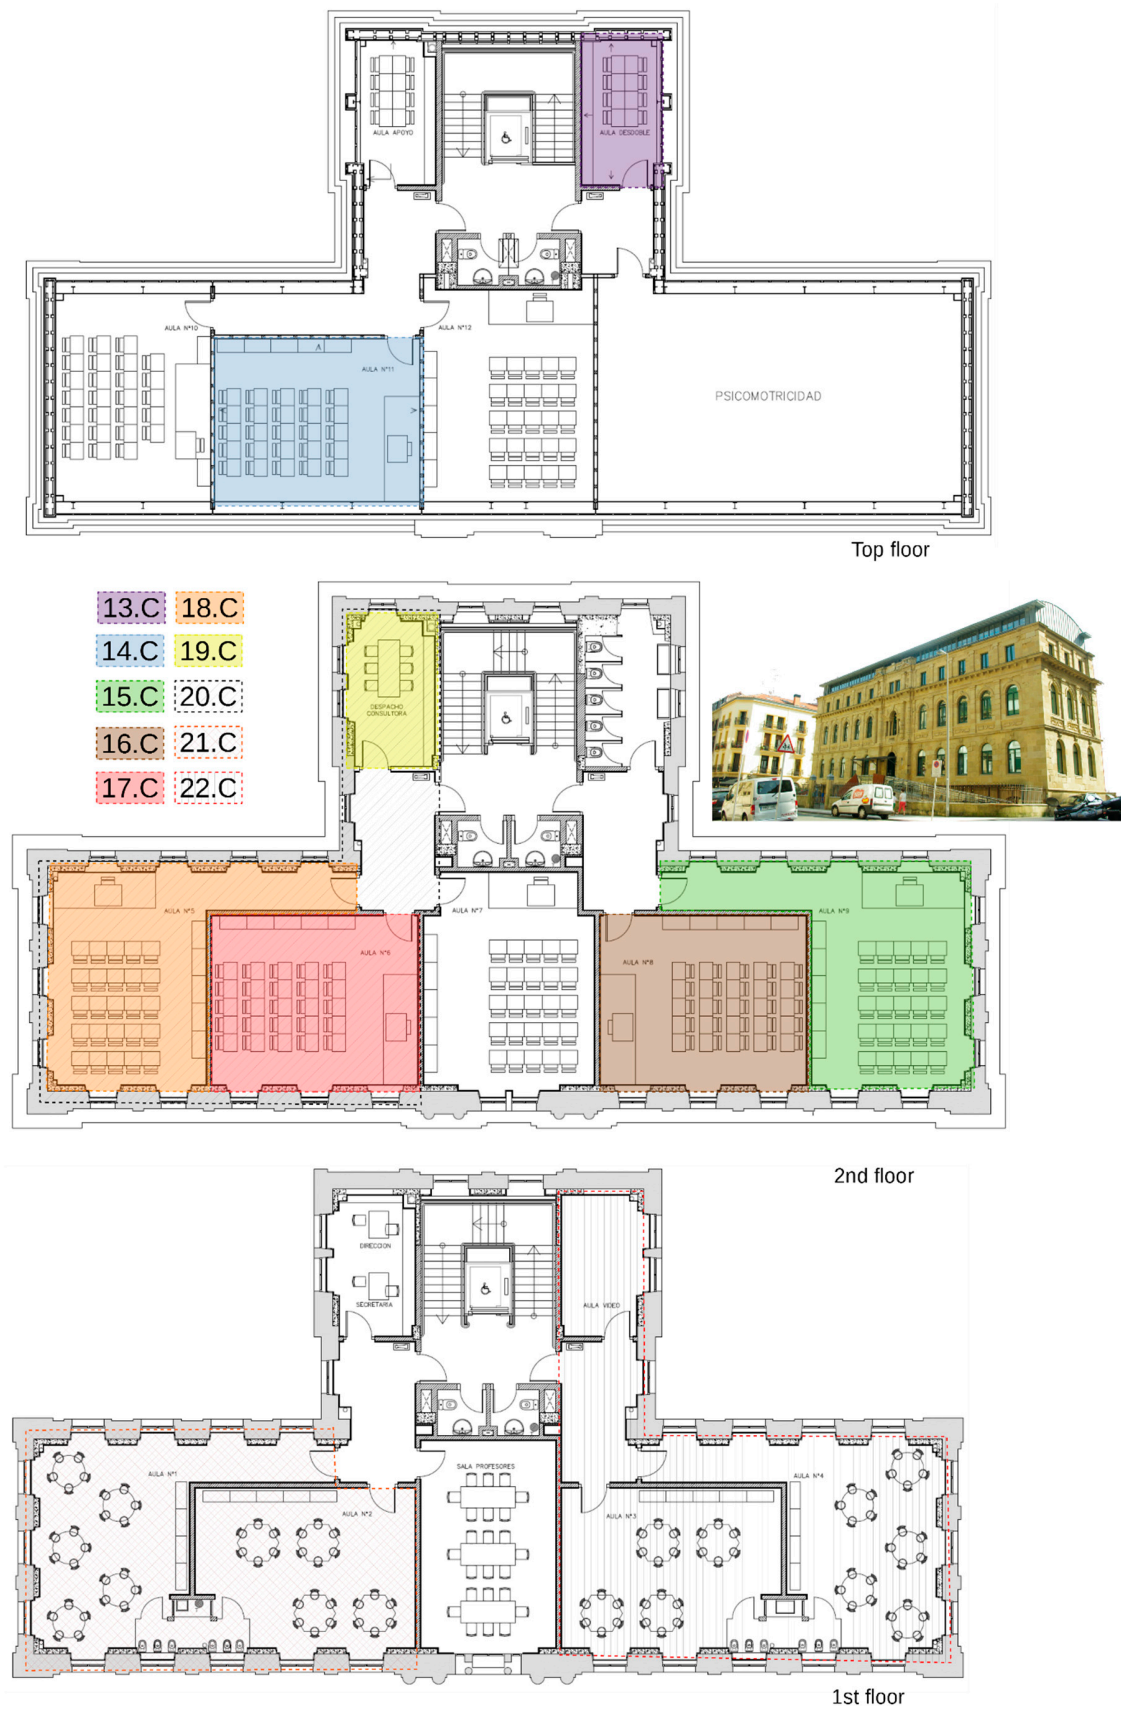 AULA APOYO
AULA DESDOBLE
AULA Nº10
AULA Nº12
A
AULA Nº11
PSICOMOTRICIDAD
Top floor
13.C 18.C
14.C 19.C
15.C 20.C
16.C 21.C
17.C 22.C
DESPACHO
CONSULTORA
AULA Nº5
AULA Nº7
AULA Nº9
AULA Nº6
AULA Nº8
2nd floor
DIRECCION
SECRETARIA
AULA VIDEO
SALA PROFESORES
AULA Nº1
AULA Nº4
AULA Nº2
AULA Nº3
1st floor